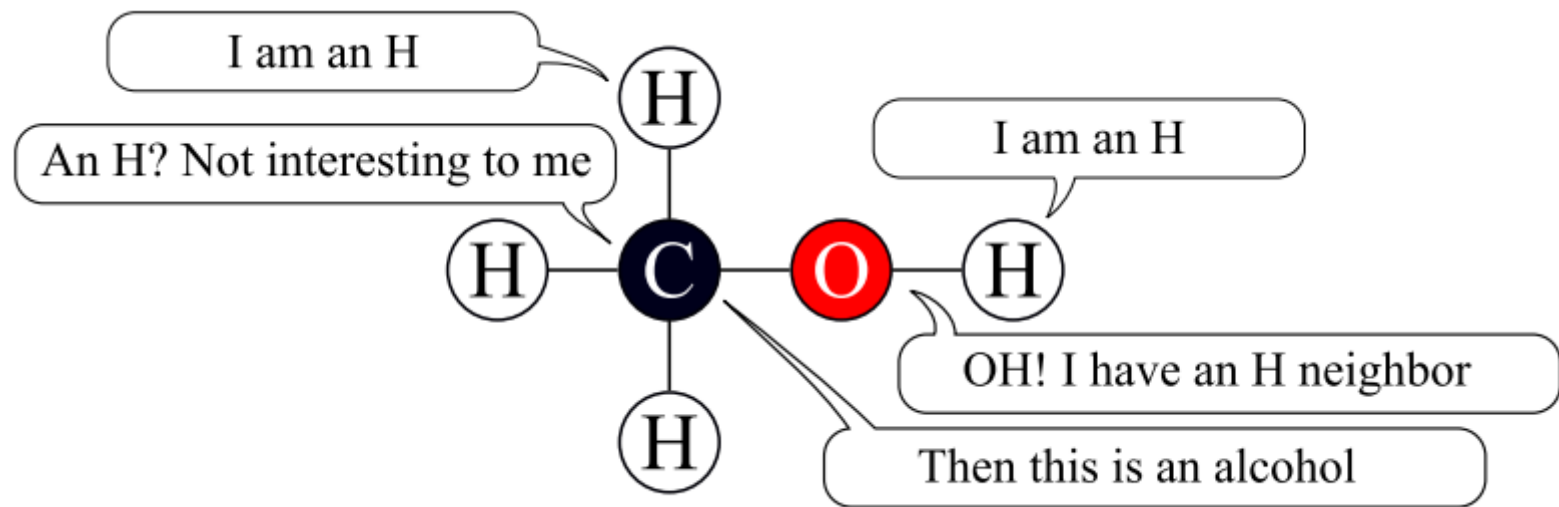 I am an H
H
I am an H
An H? Not interesting to me
H
C
O
H
OH! I have an H neighbor
H
Then this is an alcohol